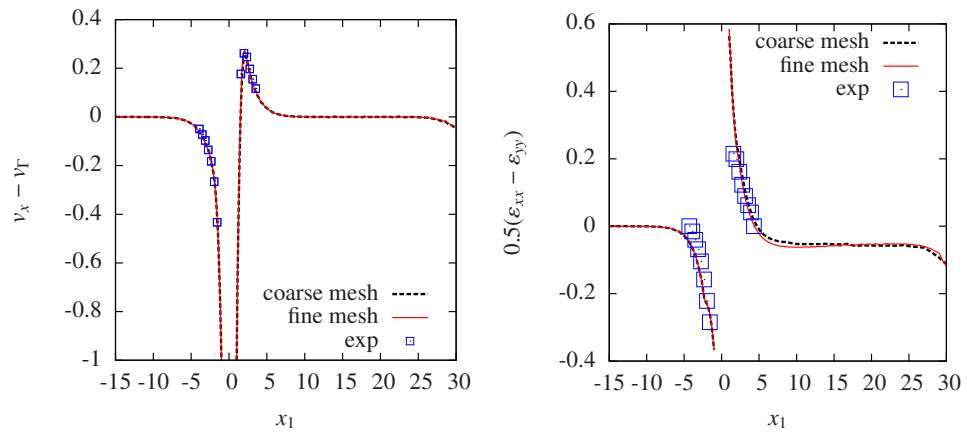 0.4
0.2
0
-0.2
-0.4
-0.6
-0.8
-1
v_x − v_Γ
coarse mesh
fine mesh
exp
-15 -10 -5 0 5 10 15 20 25 30
x_1
0.6
0.4
0.2
0
-0.2
-0.4
0.5(ε_xx − ε_yy)
coarse mesh
fine mesh
exp
-15 -10 -5 0 5 10 15 20 25 30
x_1